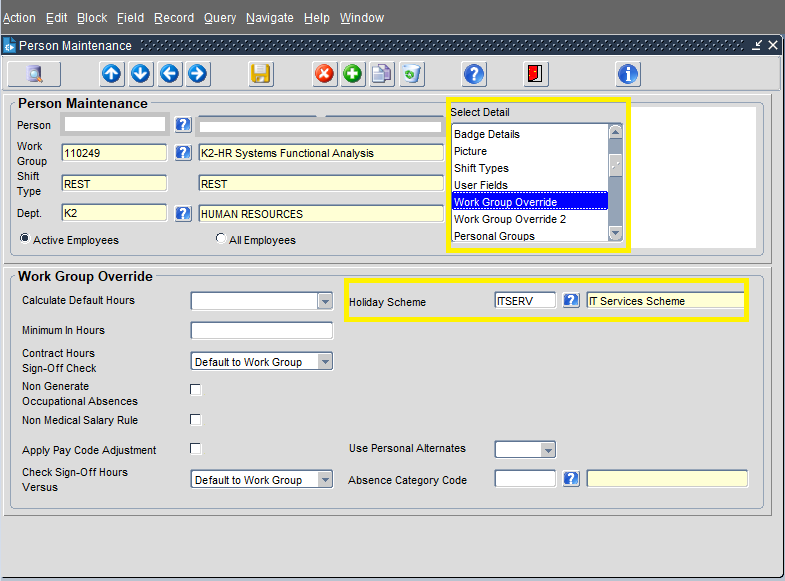 Action Edit Block Field Record Query Navigate Help Window
Person Maintenance
Person Maintenance
Person
Work Group 110249 K2-HR Systems Functional Analysis
Shift Type REST REST
Dept. K2 HUMAN RESOURCES
Active Employees All Employees
Select Detail
Badge Details
Picture
Shift Types
User Fields
Work Group Override
Work Group Override 2
Personal Groups
Work Group Override
Calculate Default Hours
Holiday Scheme ITSERV IT Services Scheme
Minimum In Hours
Contract Hours
Sign-Off Check Default to Work Group
Non Generate
Occupational Absences
Non Medical Salary Rule
Apply Pay Code Adjustment
Use Personal Alternates
Check Sign-Off Hours
Versus Default to Work Group
Absence Category Code